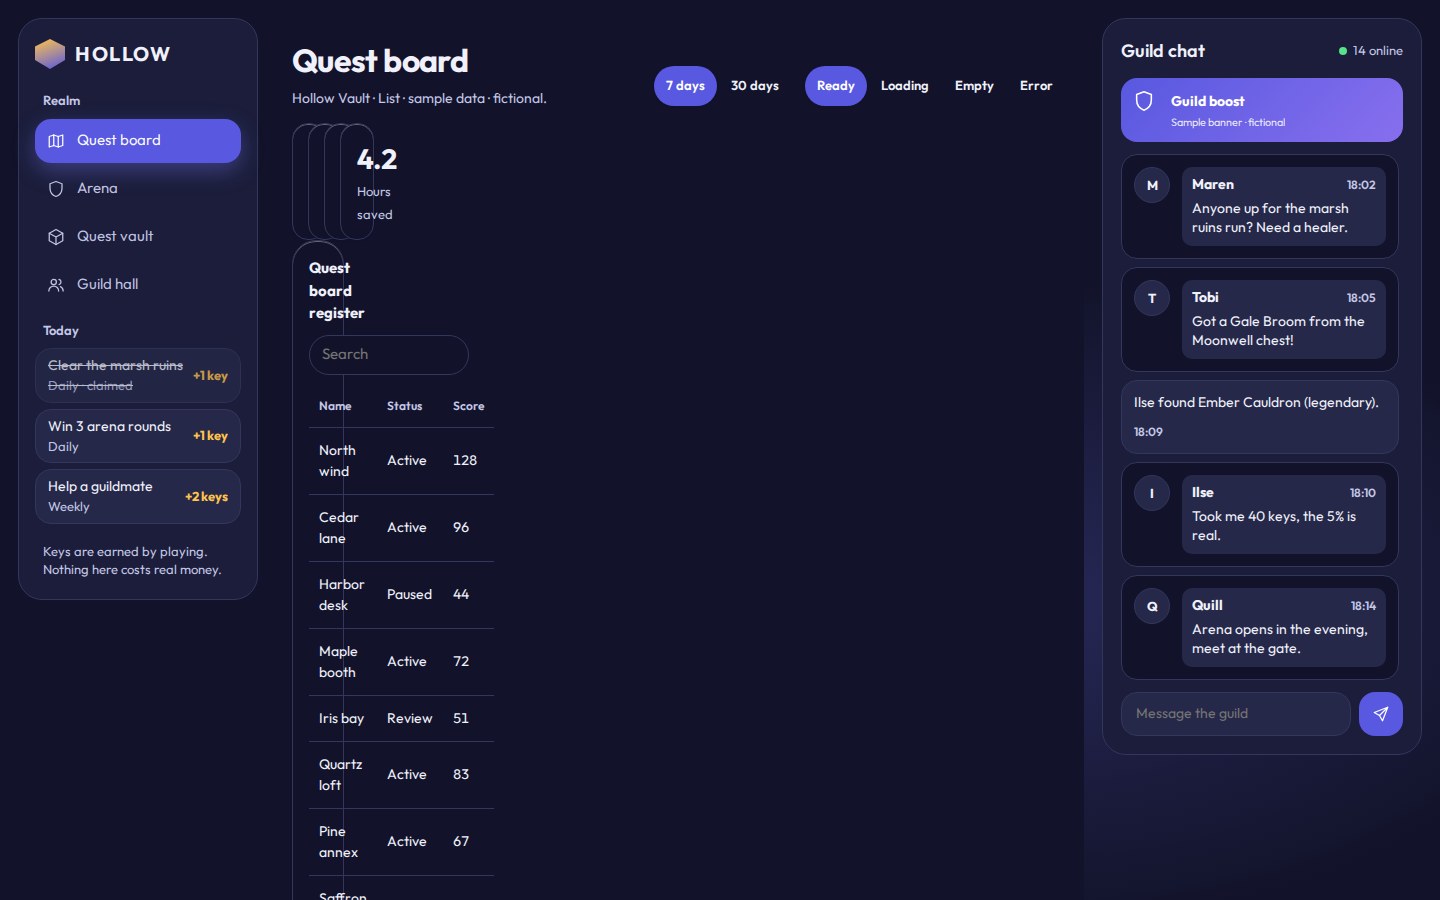 HOLLOW
Realm
Quest board
Arena
Quest vault
Guild hall
Today
Clear the marsh ruins
Daily · claimed
+1 key
Win 3 arena rounds
Daily
+1 key
Help a guildmate
Weekly
+2 keys
Keys are earned by playing.
Nothing here costs real money.
Quest board
Hollow Vault · List · sample data · fictional.
7 days
30 days
Ready
Loading
Empty
Error
4.2
Hours
saved
Quest
board
register
Search
Name Status Score
North
wind
Active 128
Cedar
lane
Active 96
Harbor
desk
Paused 44
Maple
booth
Active 72
Iris bay Review 51
Quartz
loft
Active 83
Pine
annex
Active 67
Saffron
Guild chat
14 online
Guild boost
Sample banner · fictional
M
Maren 18:02
Anyone up for the marsh
ruins run? Need a healer.
T
Tobi 18:05
Got a Gale Broom from the
Moonwell chest!
Ilse found Ember Cauldron (legendary).
18:09
I
Ilse 18:10
Took me 40 keys, the 5% is
real.
Q
Quill 18:14
Arena opens in the evening,
meet at the gate.
Message the guild